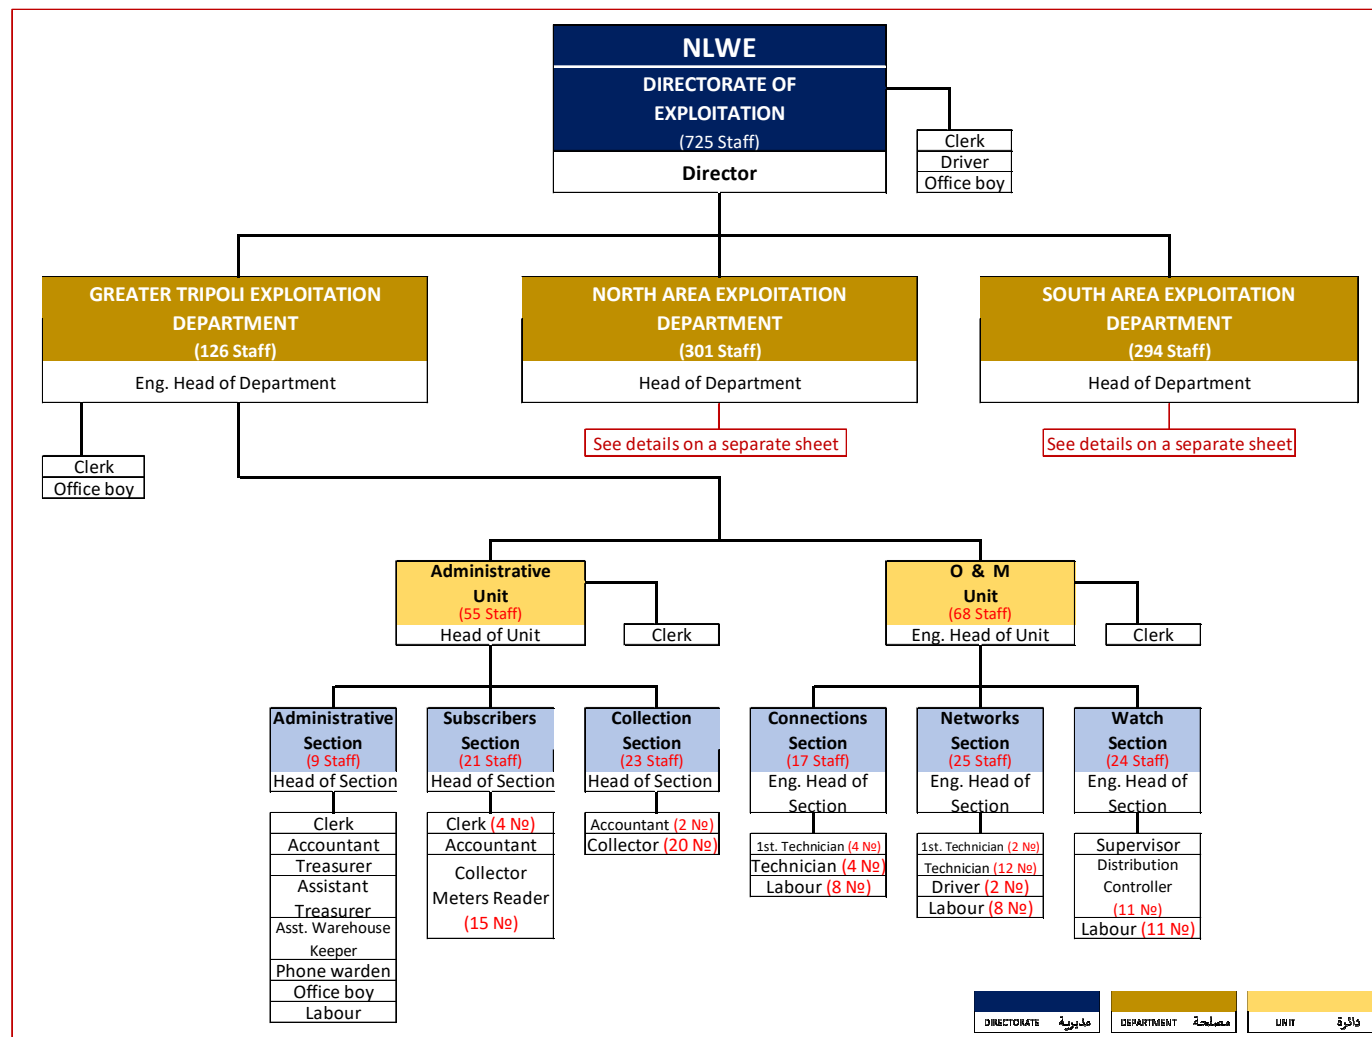 NLWE
DIRECTORATE OF
EXPLOITATION
(725 Staff)
Director
Clerk
Driver
Office boy
GREATER TRIPOLI EXPLOITATION
DEPARTMENT
(126 Staff)
Eng. Head of Department
NORTH AREA EXPLOITATION
DEPARTMENT
(301 Staff)
Head of Department
SOUTH AREA EXPLOITATION
DEPARTMENT
(294 Staff)
Head of Department
See details on a separate sheet
See details on a separate sheet
Clerk
Office boy
Administrative
Unit
(55 Staff)
Head of Unit
Clerk
O & M
Unit
(68 Staff)
Eng. Head of Unit
Clerk
Administrative
Section
(9 Staff)
Head of Section
Clerk
Accountant
Treasurer
Assistant
Treasurer
Asst. Warehouse
Keeper
Phone warden
Office boy
Labour
Subscribers
Section
(21 Staff)
Head of Section
Clerk (4 №)
Accountant
Collector
Meters Reader
(15 №)
Collection
Section
(23 Staff)
Head of Section
Accountant (2 №)
Collector (20 №)
Connections
Section
(17 Staff)
Eng. Head of
Section
1st. Technician (4 №)
Technician (4 №)
Labour (8 №)
Networks
Section
(25 Staff)
Eng. Head of
Section
1st. Technician (2 №)
Technician (12 №)
Driver (2 №)
Labour (8 №)
Watch
Section
(24 Staff)
Eng. Head of
Section
Supervisor
Distribution
Controller
(11 №)
Labour (11 №)
DIRECTORATE مديرية
DEPARTMENT مصلحة
UNIT دائرة